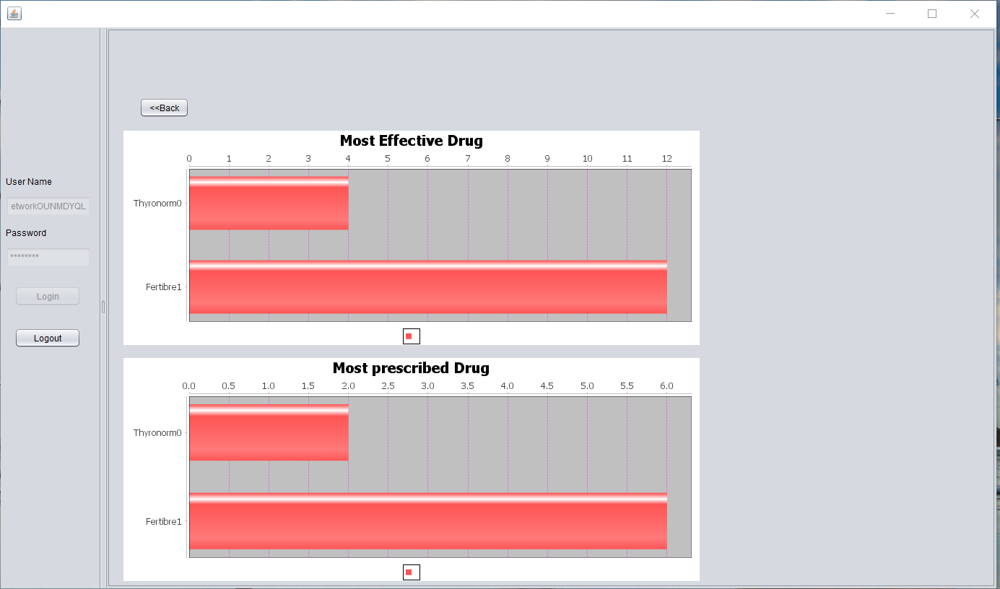 User Name
etworkOUNMDYQL
Password
********
Login
Logout
<<Back
Most Effective Drug
0 1 2 3 4 5 6 7 8 9 10 11 12
Thyronorm0
Fertibre1
Most prescribed Drug
0.0 0.5 1.0 1.5 2.0 2.5 3.0 3.5 4.0 4.5 5.0 5.5 6.0
Thyronorm0
Fertibre1